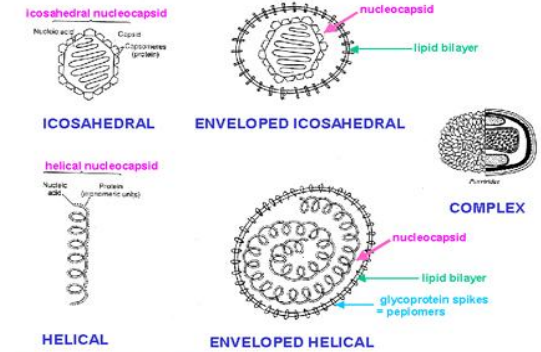 icosahedral nucleocapsid
Nucleic acid
Capsid
Capsomeres
(protein)
nucleocapsid
lipid bilayer
ICOSAHEDRAL
ENVELOPED ICOSAHEDRAL
helical nucleocapsid
Nucleic
acid
Protein
(monomeric units)
Poxviridae
COMPLEX
nucleocapsid
lipid bilayer
glycoprotein spikes
= peplomers
HELICAL
ENVELOPED HELICAL